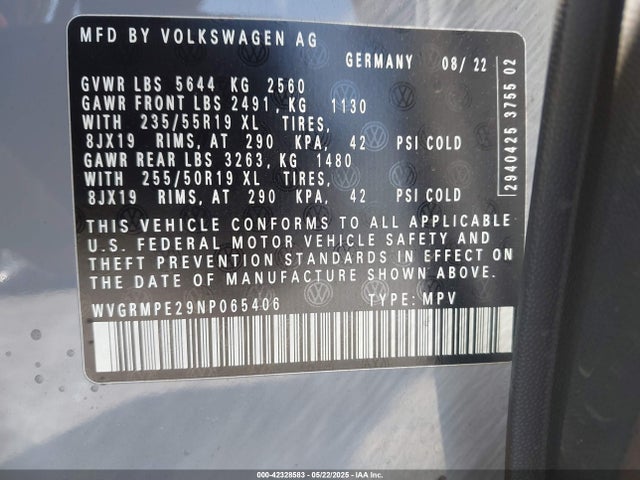 MFD BY VOLKSWAGEN AG
GERMANY 08/ 22
GVWR LBS 5644 KG 2560
GAWR FRONT LBS 2491, KG 1130
WITH 235/55R19 XL TIRES,
8JX19 RIMS, AT 290 KPA, 42 PSI COLD
GAWR REAR LBS 3263, KG 1480
WITH 255/50R19 XL TIRES,
8JX19 RIMS, AT 290 KPA, 42 PSI COLD
THIS VEHICLE CONFORMS TO ALL APPLICABLE
U.S. FEDERAL MOTOR VEHICLE SAFETY AND
THEFT PREVENTION STANDARDS IN EFFECT ON
THE DATE OF MANUFACTURE SHOWN ABOVE.
WVGRMPE29NP065406 TYPE: MPV
2940425 3755 02
000-42328583 - 05/22/2025 - IAAI, Inc.